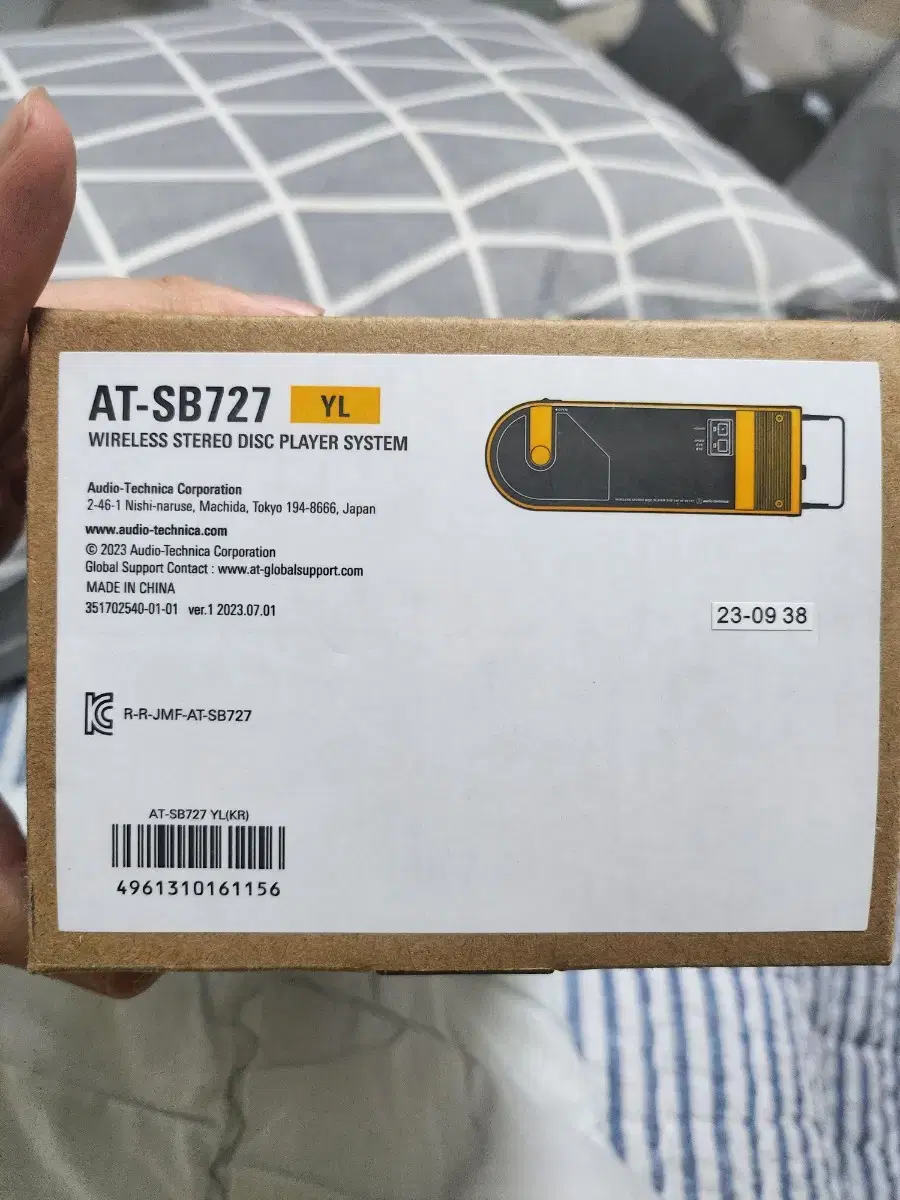 AT-SB727 YL
WIRELESS STEREO DISC PLAYER SYSTEM
Audio-Technica Corporation
2-46-1 Nishi-naruse, Machida, Tokyo 194-8666, Japan
www.audio-technica.com
© 2023 Audio-Technica Corporation
Global Support Contact : www.at-globalsupport.com
MADE IN CHINA
351702540-01-01 ver.1 2023.07.01
23-09 38
R-R-JMF-AT-SB727
AT-SB727 YL(KR)
4961310161156